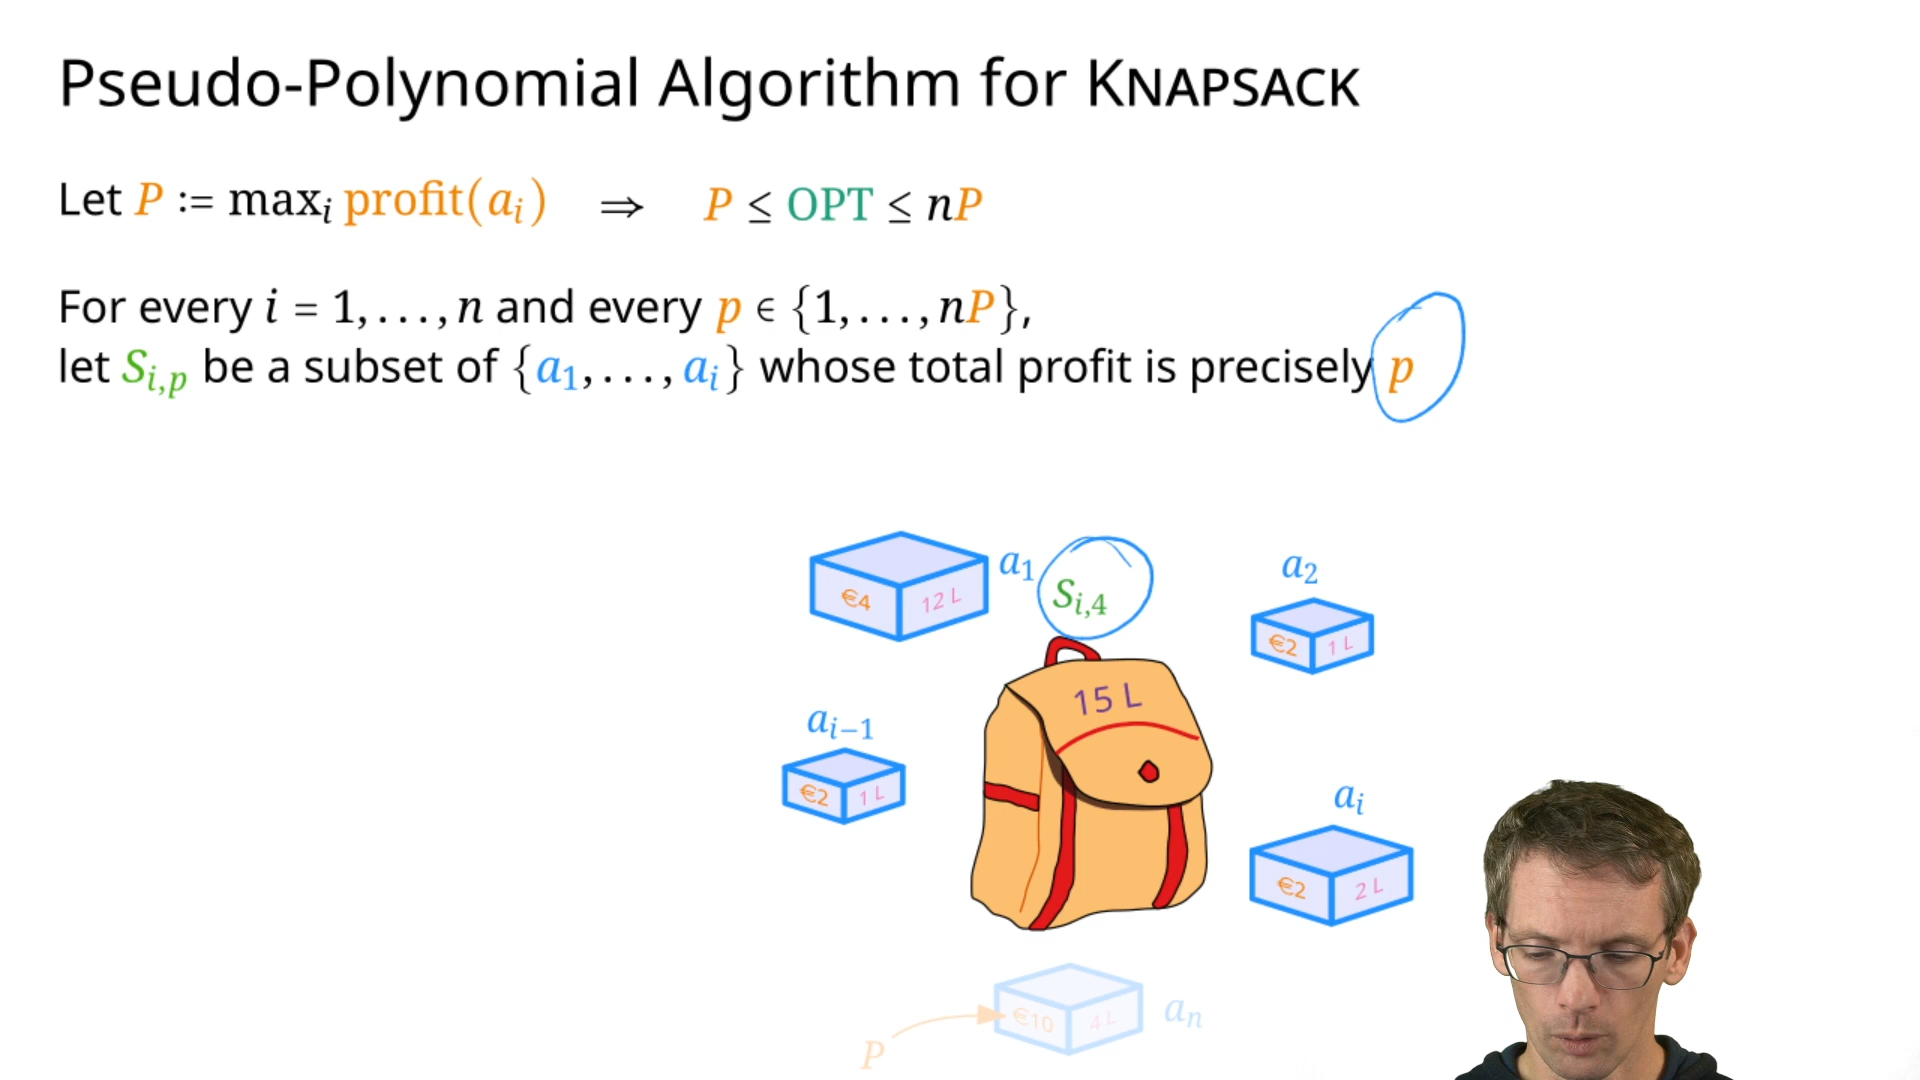 Pseudo-Polynomial Algorithm for KNAPSACK
Let P := maxᵢ profit(aᵢ) ⇒ P ≤ OPT ≤ nP
For every i = 1,...,n and every p ∈ {1,...,nP},
let Sᵢ,ₚ be a subset of {a₁,...,aᵢ} whose total profit is precisely p
€4 12 L a₁
Sᵢ,₄
a₂
€2 1 L
15 L
aᵢ₋₁
€2 1 L
aᵢ
€2 2 L
€10 4 L aₙ
P